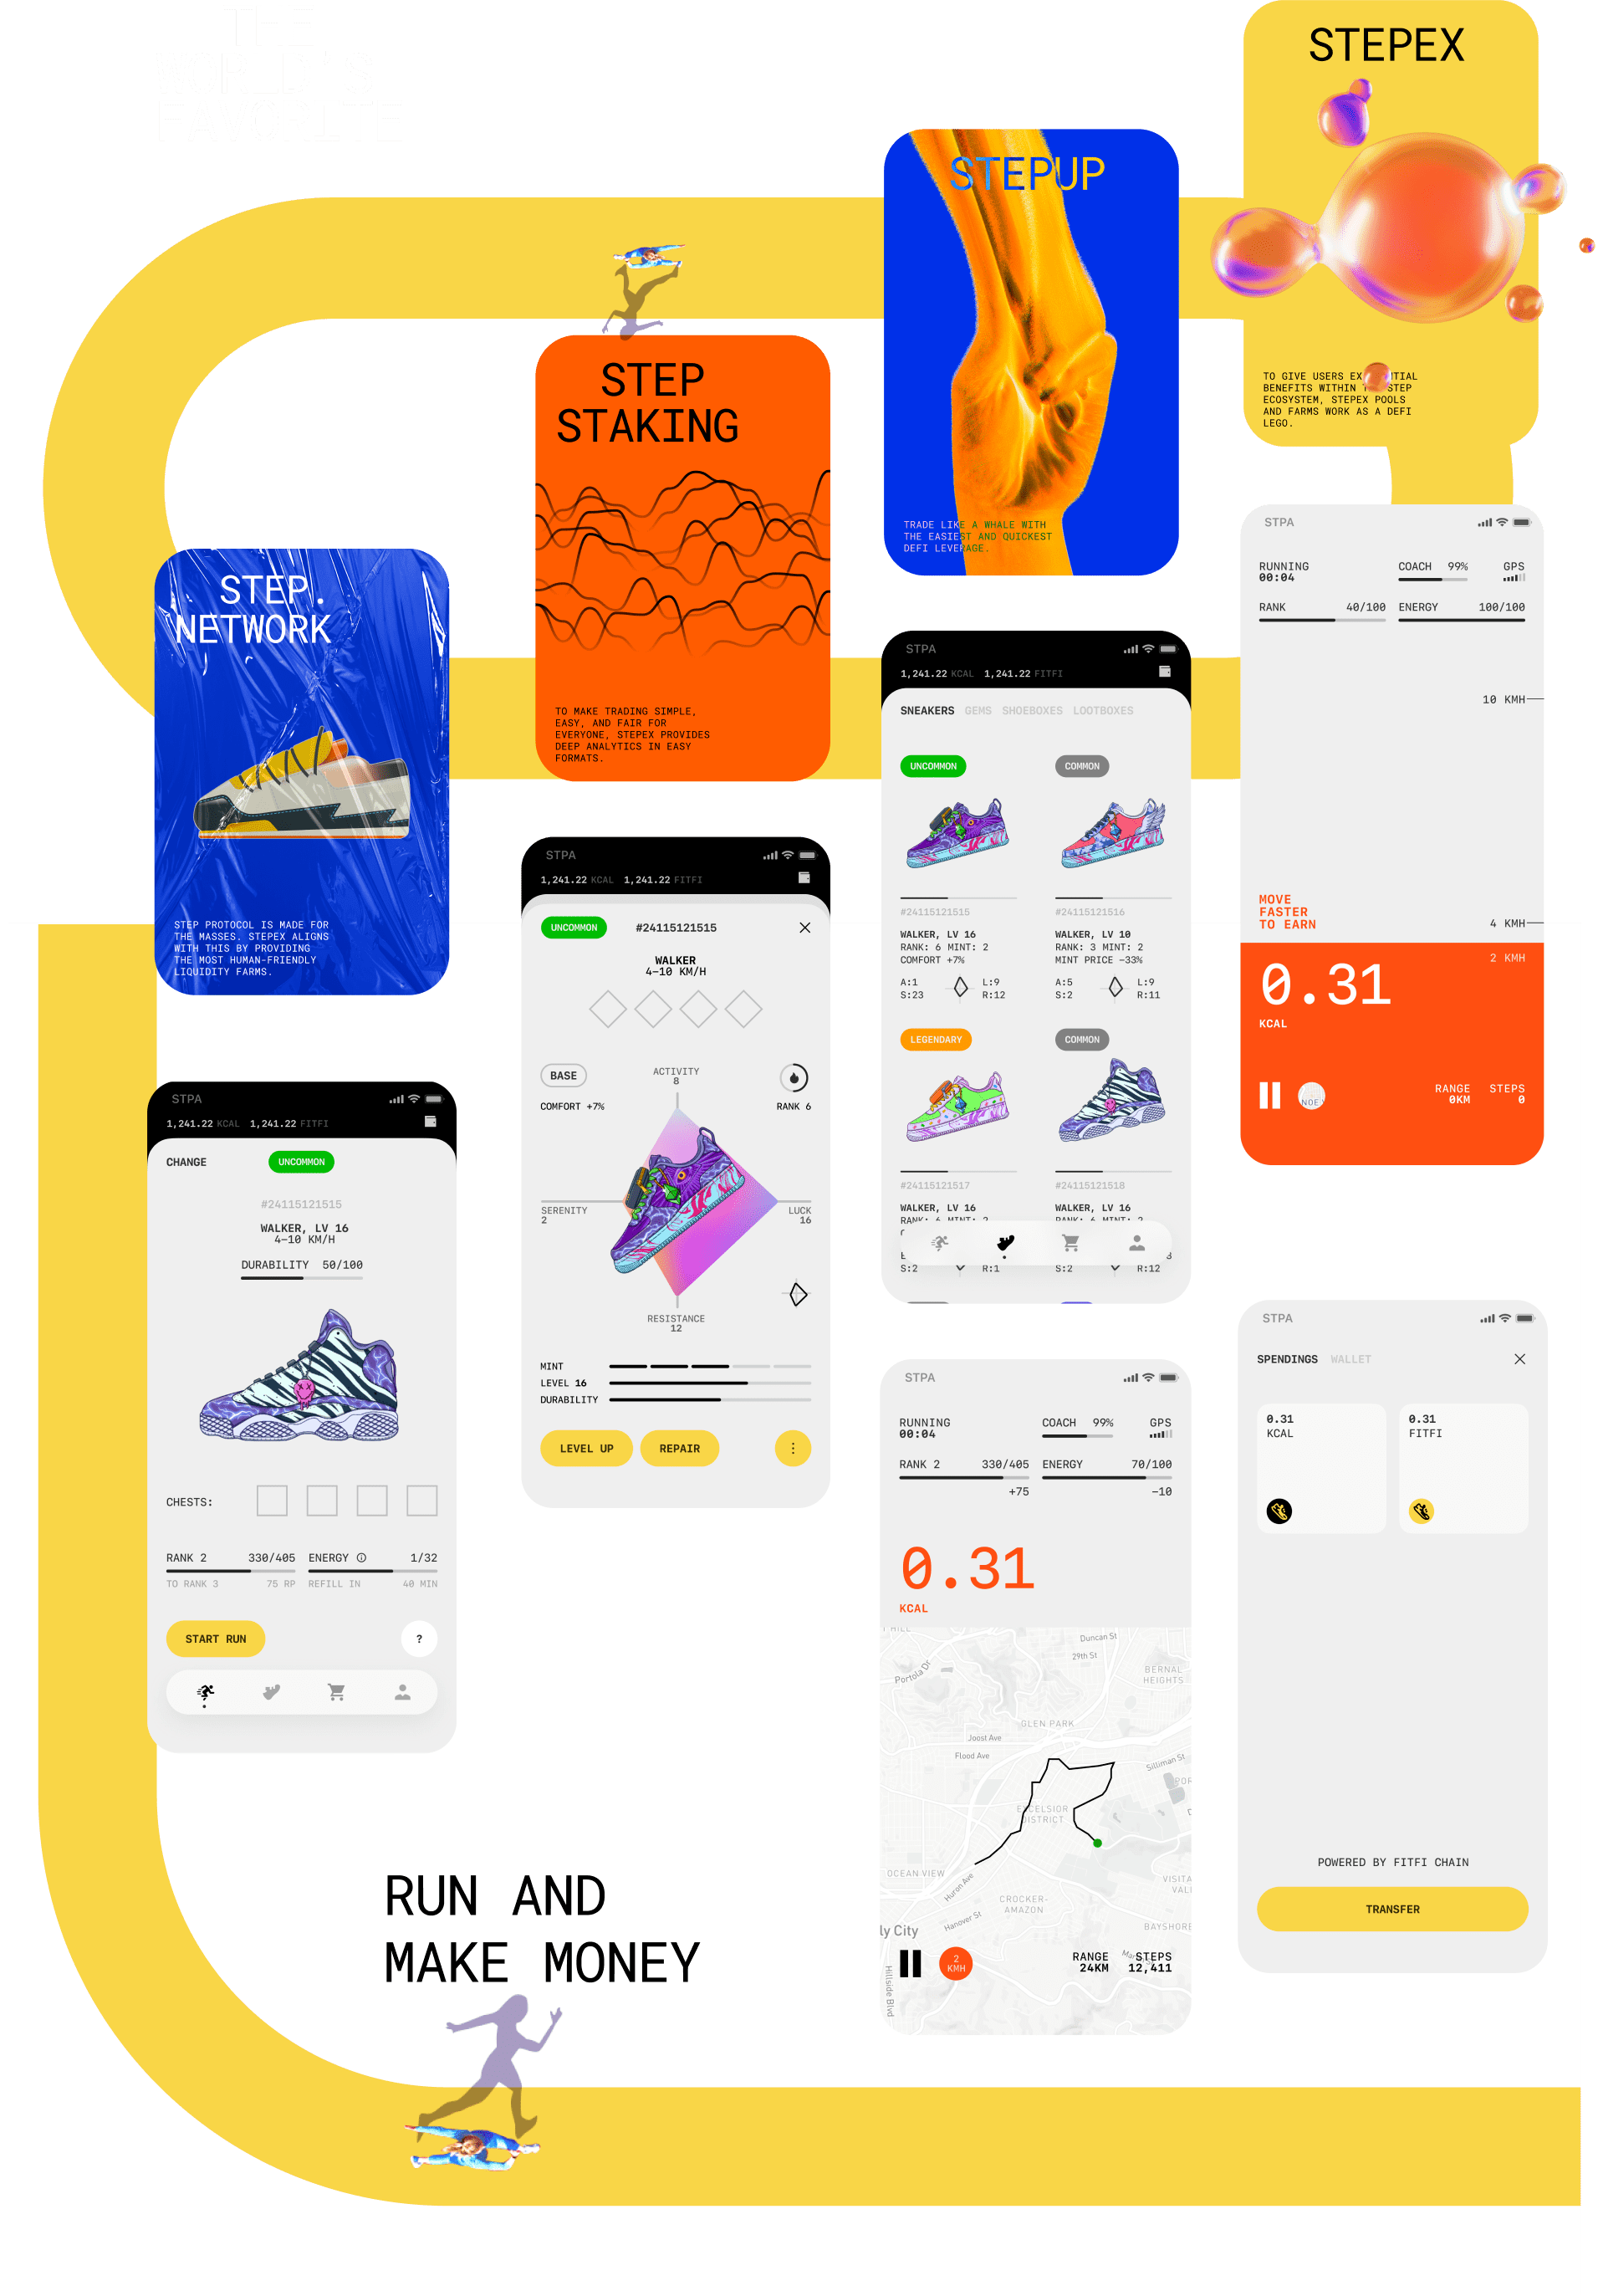 THE
WORLD'S
FAVORITE
STEPEX
TO GIVE USERS EX TIAL
BENEFITS WITHIN STEP
ECOSYSTEM, STEPEX POOLS
AND FARMS WORK AS A DEFI
LEGO.
STEPUP
TRADE LIKE A WHALE WITH
THE EASIEST AND QUICKEST
DEFI LEVERAGE.
STEP
STAKING
TO MAKE TRADING SIMPLE,
EASY, AND FAIR FOR
EVERYONE, STEPEX PROVIDES
DEEP ANALYTICS IN EASY
FORMATS.
STEP.
NETWORK
STEP PROTOCOL IS MADE FOR
THE MASSES. STEPEX ALIGNS
WITH THIS BY PROVIDING
THE MOST HUMAN-FRIENDLY
LIQUIDITY FARMS.
STPA
RUNNING COACH 99% GPS
00:04
RANK 40/100 ENERGY 100/100
10 KMH
MOVE
FASTER
TO EARN
4 KMH
2 KMH
0.31
KCAL
RANGE STEPS
0KM 0
STPA
1,241.22 KCAL 1,241.22 FITFI
SNEAKERS GEMS SHOEBOXES LOOTBOXES
UNCOMMON COMMON
#24115121515 #24115121516
WALKER, LV 16 WALKER, LV 10
RANK: 6 MINT: 2 RANK: 3 MINT: 2
COMFORT +7% MINT PRICE -33%
A:1 L:9 A:5 L:9
S:23 R:12 S:2 R:11
LEGENDARY COMMON
#24115121517 #24115121518
WALKER, LV 16 WALKER, LV 16
RANK: 6 MINT: 2 RANK: 6 MINT: 2
S:2 R:1 S:2 R:12
STPA
1,241.22 KCAL 1,241.22 FITFI
UNCOMMON #24115121515
WALKER
4-10 KM/H
BASE ACTIVITY
8
COMFORT +7% RANK 6
SERENITY LUCK
2 16
RESISTANCE
12
MINT
LEVEL 16
DURABILITY
LEVEL UP REPAIR
STPA
1,241.22 KCAL 1,241.22 FITFI
CHANGE UNCOMMON
#24115121515
WALKER, LV 16
4-10 KM/H
DURABILITY 50/100
CHESTS:
RANK 2 330/405 ENERGY 1/32
TO RANK 3 75 RP REFILL IN 40 MIN
START RUN ?
STPA
RUNNING COACH 99% GPS
00:04
RANK 2 330/405 ENERGY 70/100
+75 -10
0.31
KCAL
Duncan St
29th St
Portola Dr
BERNAL
HEIGHTS
GLEN PARK
Joost Ave
Flood Ave
Silliman St
EXCELSIOR
DISTRICT
OCEAN VIEW
Huron Ave
CROCKER-
AMAZON
Hanover St
BAYSHORE
ly City
Hillside Blvd
2
KMH
RANGE STEPS
24KM 12,411
STPA
SPENDINGS WALLET
0.31 0.31
KCAL FITFI
POWERED BY FITFI CHAIN
TRANSFER
RUN AND
MAKE MONEY